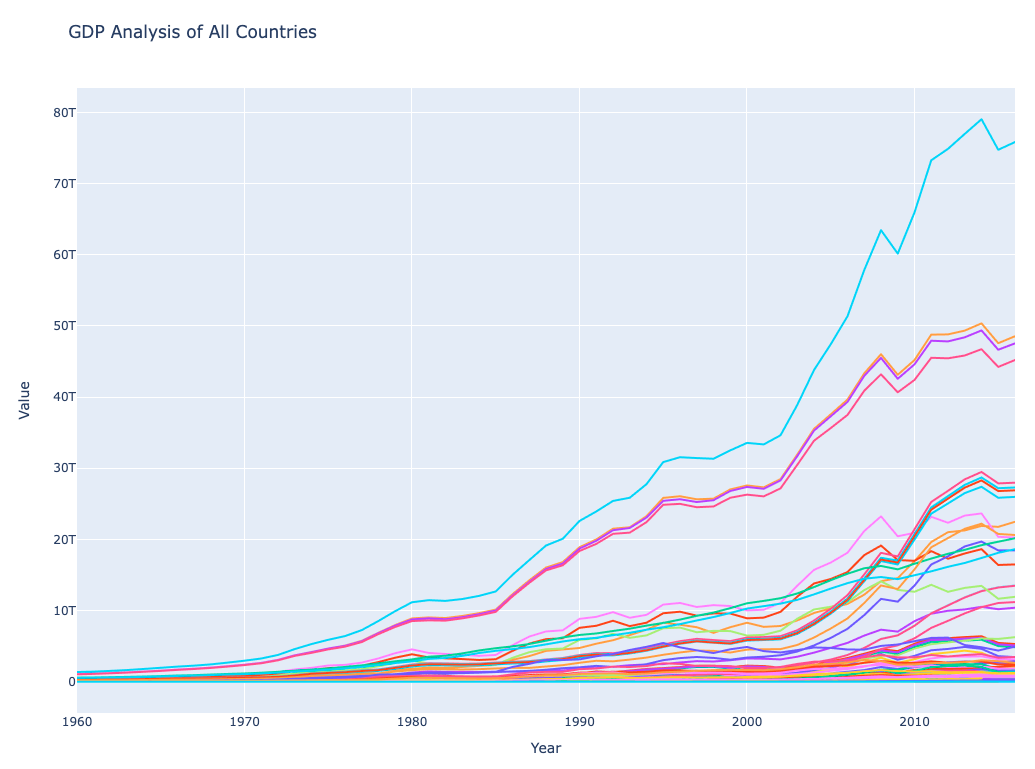 GDP Analysis of All Countries
80T
70T
60T
50T
40T
30T
20T
10T
0
Value
1960
1970
1980
1990
2000
2010
Year